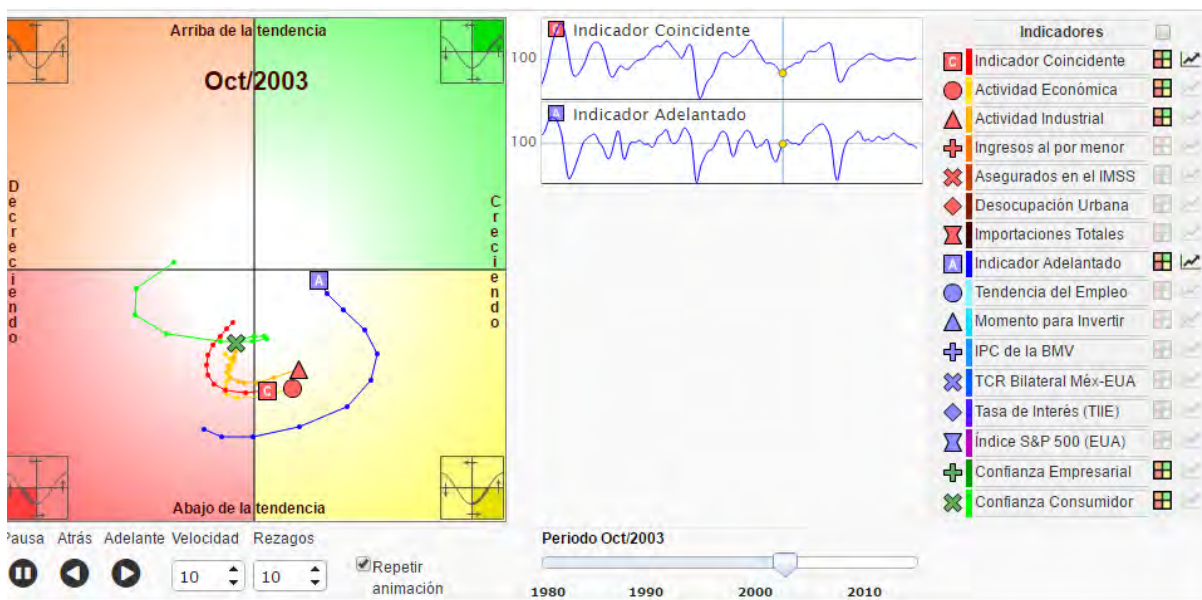 Arriba de la tendencia
Oct/2003
Decreciendo
Creciendo
A
C
Abajo de la tendencia
C Indicador Coincidente
100
A Indicador Adelantado
100
Indicadores
C Indicador Coincidente
Actividad Económica
Actividad Industrial
Ingresos al por menor
Asegurados en el IMSS
Desocupación Urbana
Importaciones Totales
A Indicador Adelantado
Tendencia del Empleo
Momento para Invertir
IPC de la BMV
TCR Bilateral Méx-EUA
Tasa de Interés (TIIE)
Índice S&P 500 (EUA)
Confianza Empresarial
Confianza Consumidor
Pausa Atrás Adelante Velocidad Rezagos
10 10
Repetir
animación
Periodo Oct/2003
1980 1990 2000 2010